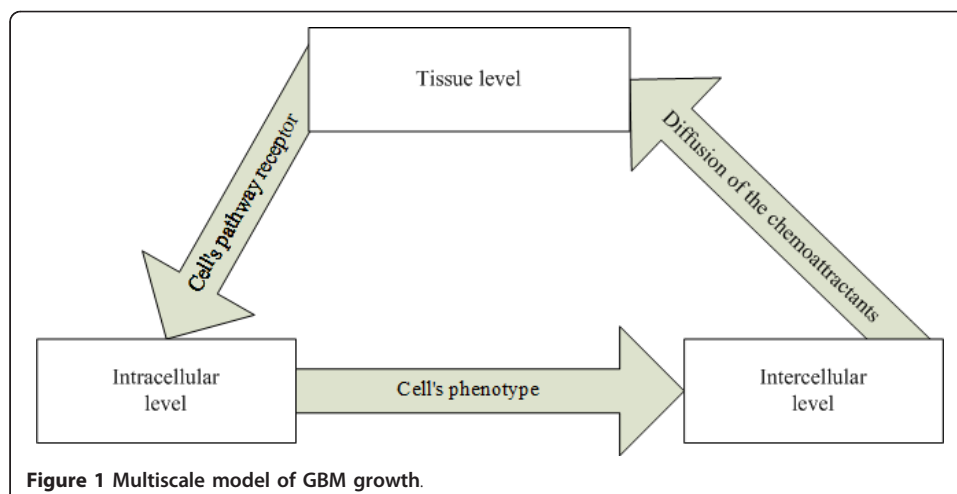 Tissue level
Cell's pathway receptor
Diffusion of the chemoattractants
Intracellular
level
Cell's phenotype
Intercellular
level
Figure 1 Multiscale model of GBM growth.